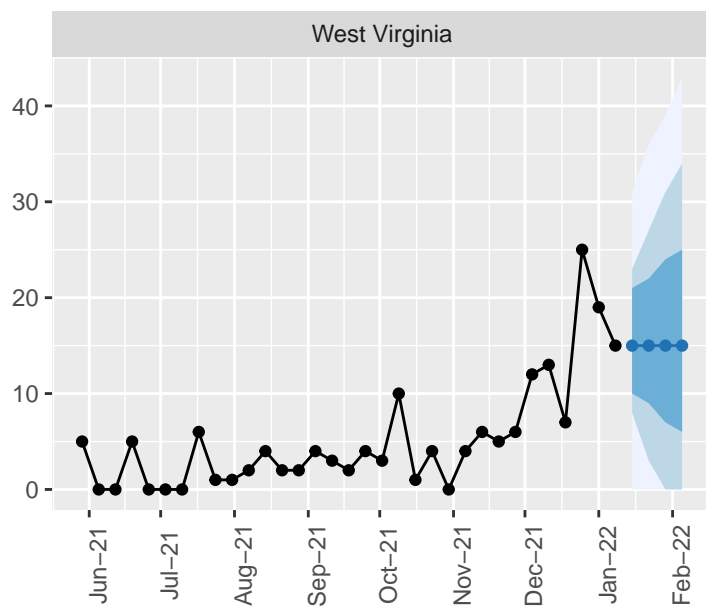 West Virginia
40
30
20
10
0
Jun−21
Jul−21
Aug−21
Sep−21
Oct−21
Nov−21
Dec−21
Jan−22
Feb−22